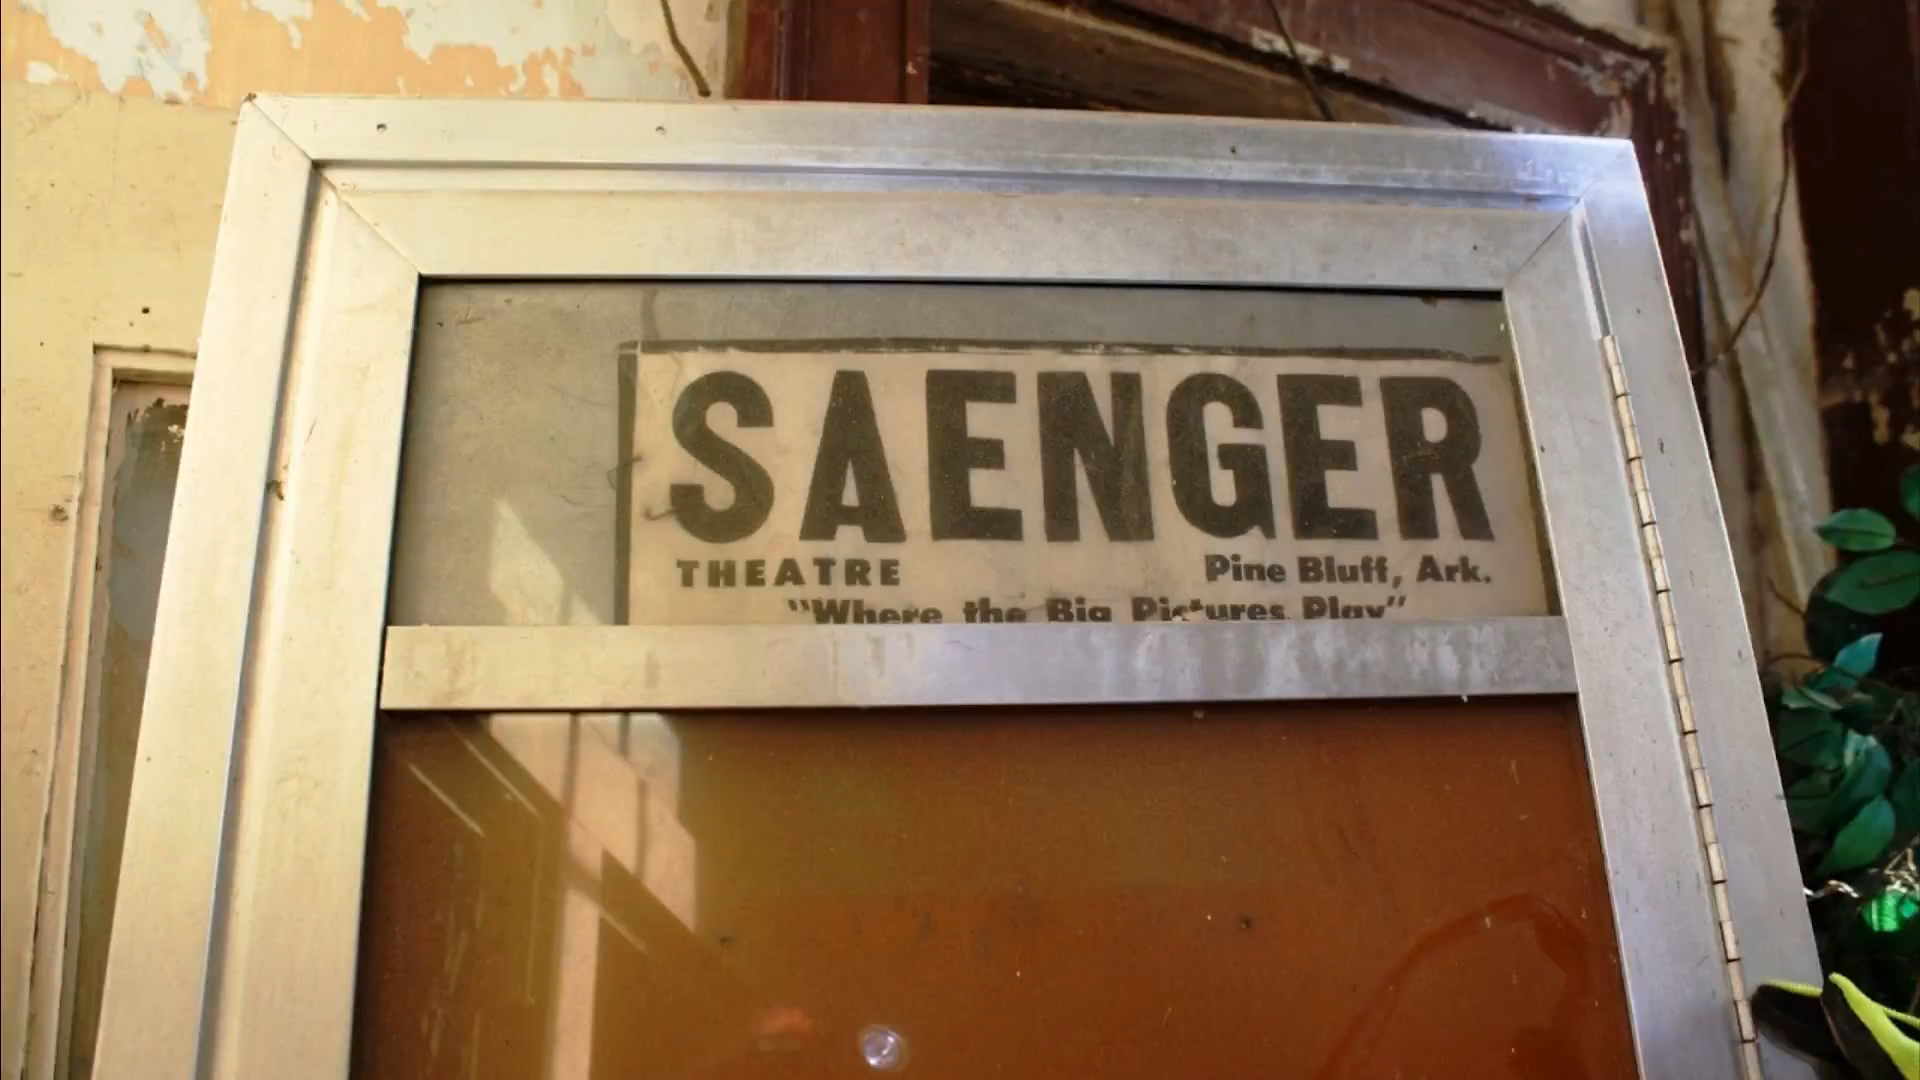 SAENGER
THEATRE Pine Bluff, Ark.
"Where the Big Pictures Play"